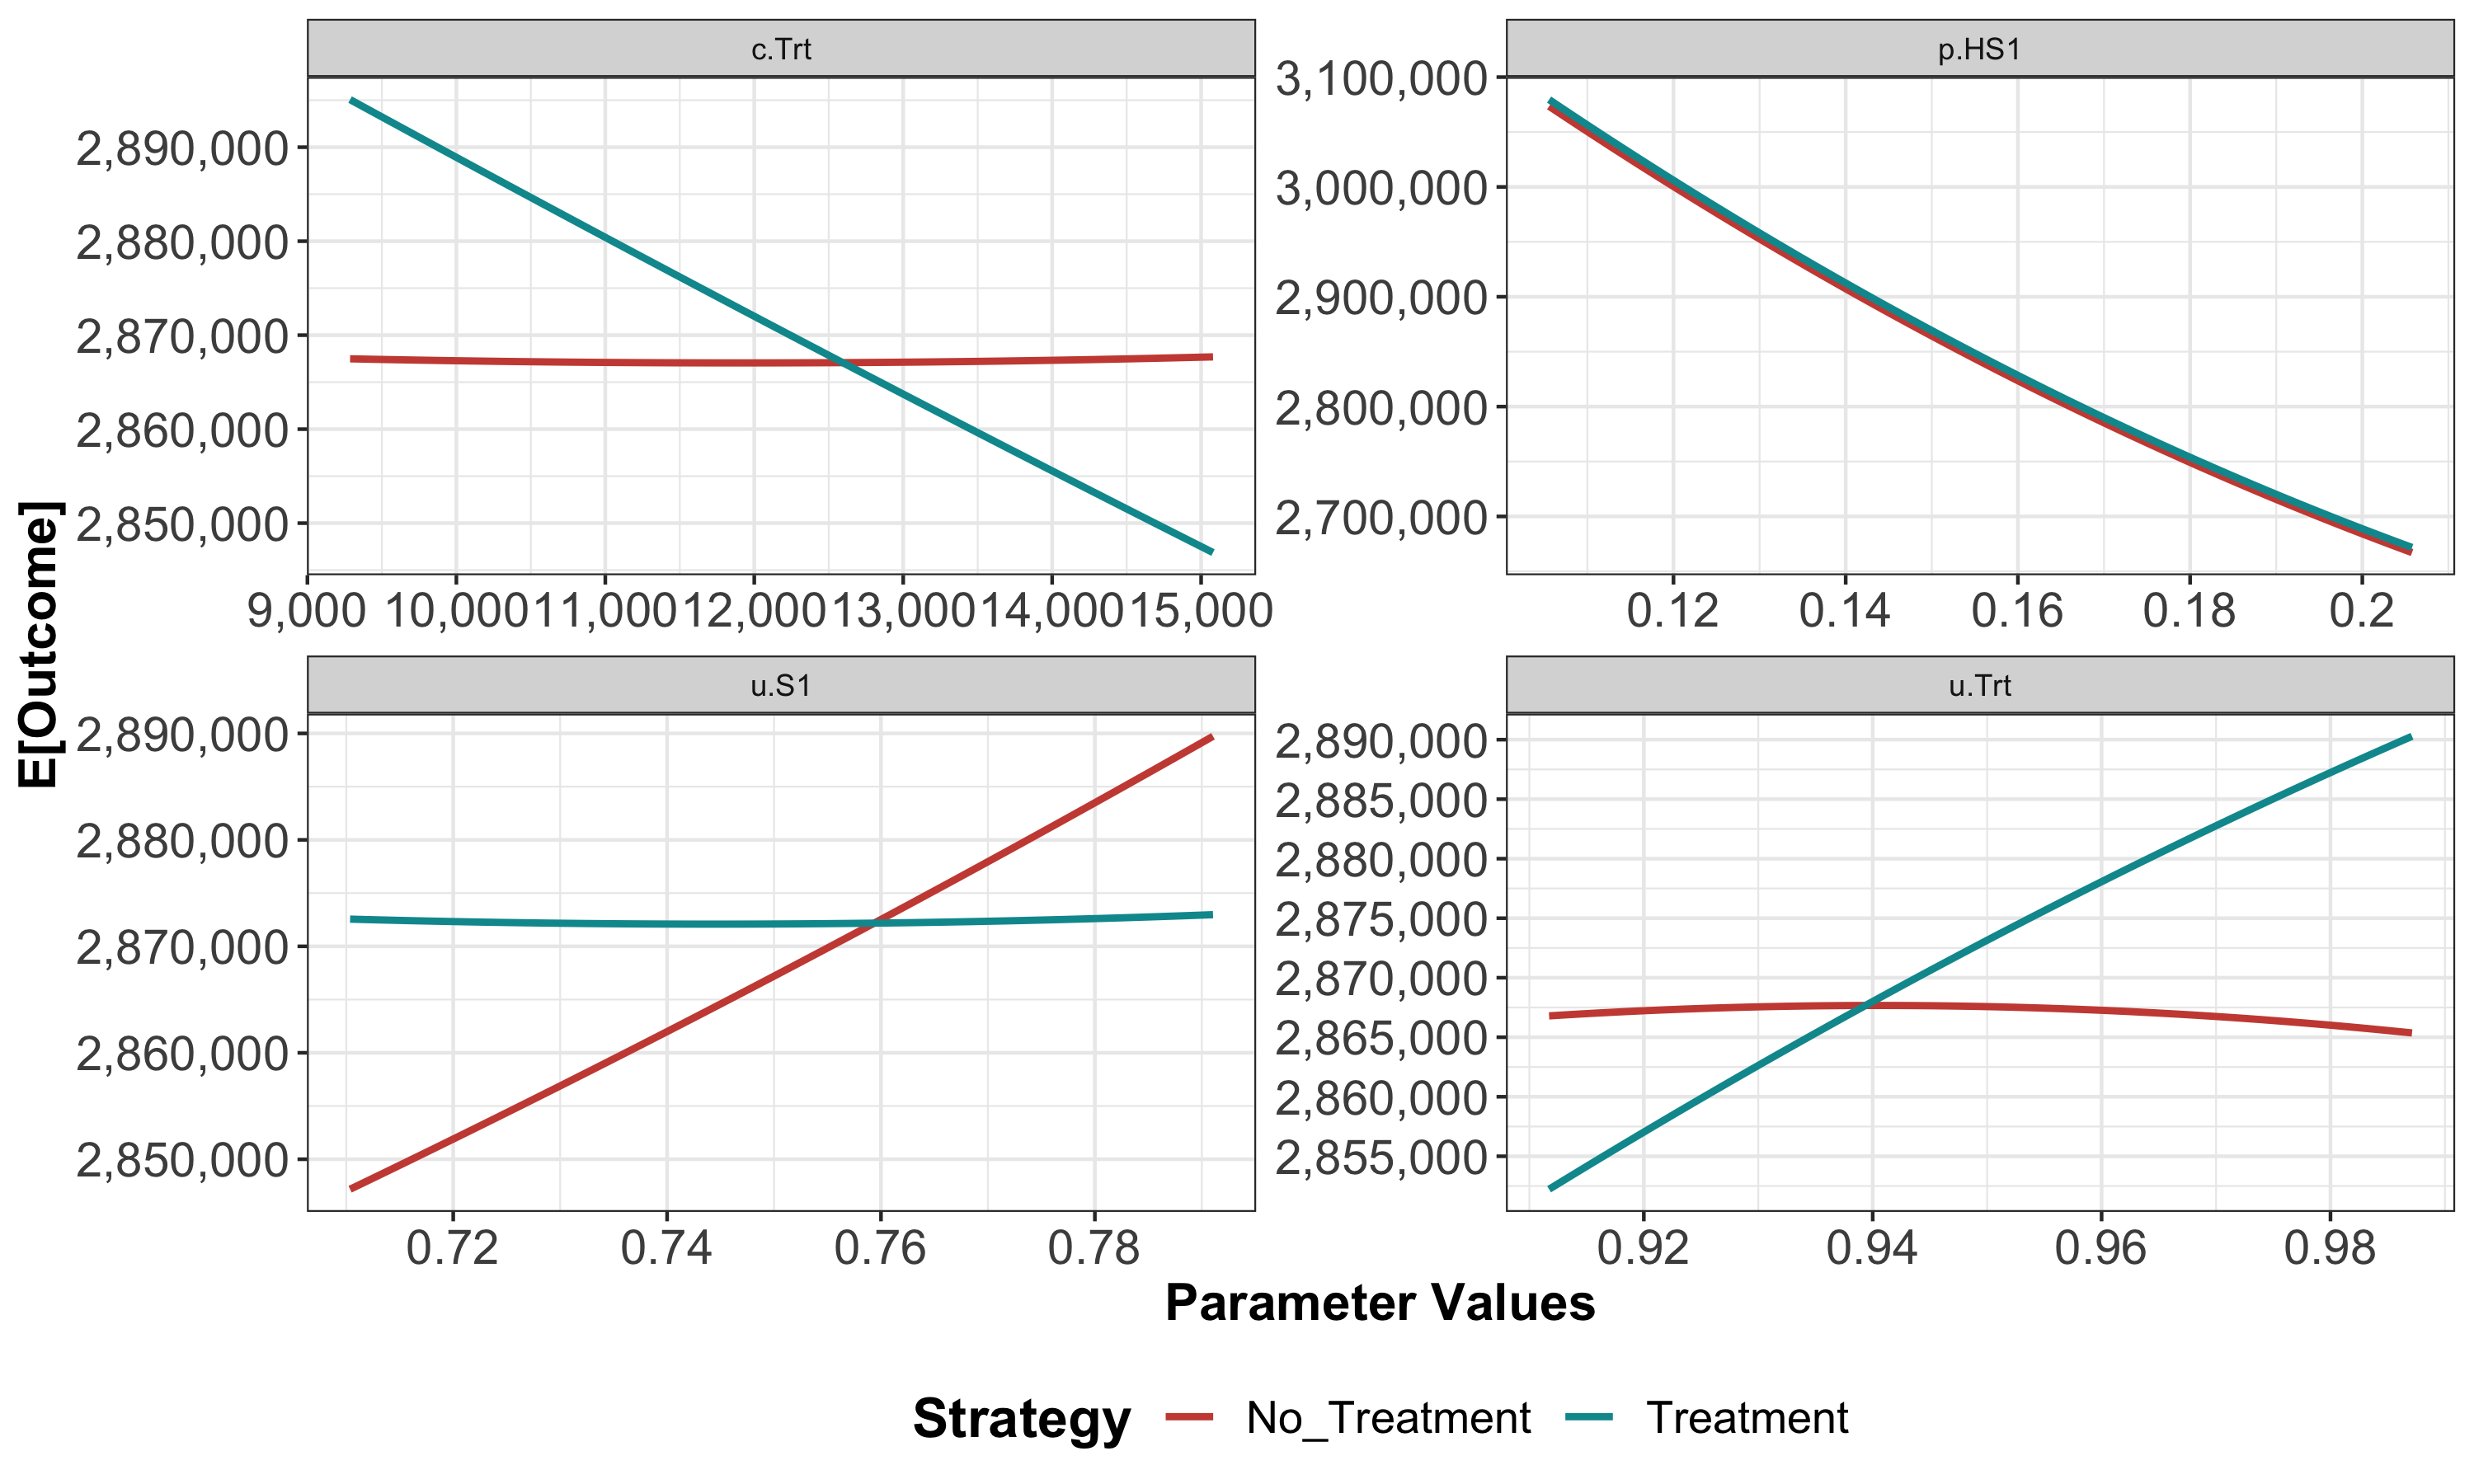 c.Trt
p.HS1
2,890,000
2,880,000
2,870,000
2,860,000
2,850,000
3,100,000
3,000,000
2,900,000
2,800,000
2,700,000
9,000 10,000 11,000 12,000 13,000 14,000 15,000
0.12 0.14 0.16 0.18 0.2
E[Outcome]
u.S1
u.Trt
2,890,000
2,880,000
2,870,000
2,860,000
2,850,000
2,890,000
2,885,000
2,880,000
2,875,000
2,870,000
2,865,000
2,860,000
2,855,000
0.72 0.74 0.76 0.78
0.92 0.94 0.96 0.98
Parameter Values
Strategy No_Treatment Treatment